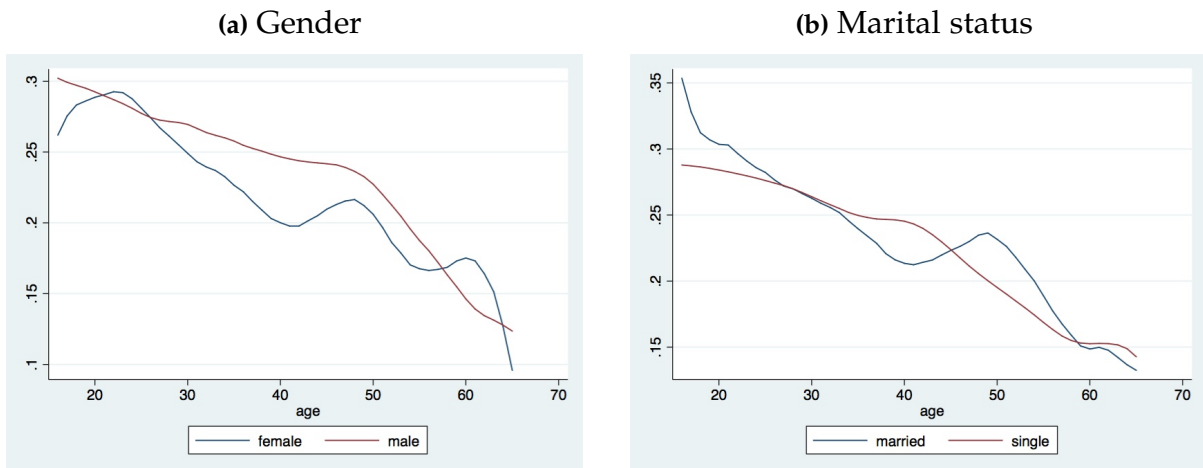 (a) Gender
.3
.25
.2
.15
.1
20 30 40 50 60 70
age
female male
(b) Marital status
.35
.3
.25
.2
.15
20 30 40 50 60 70
age
married single